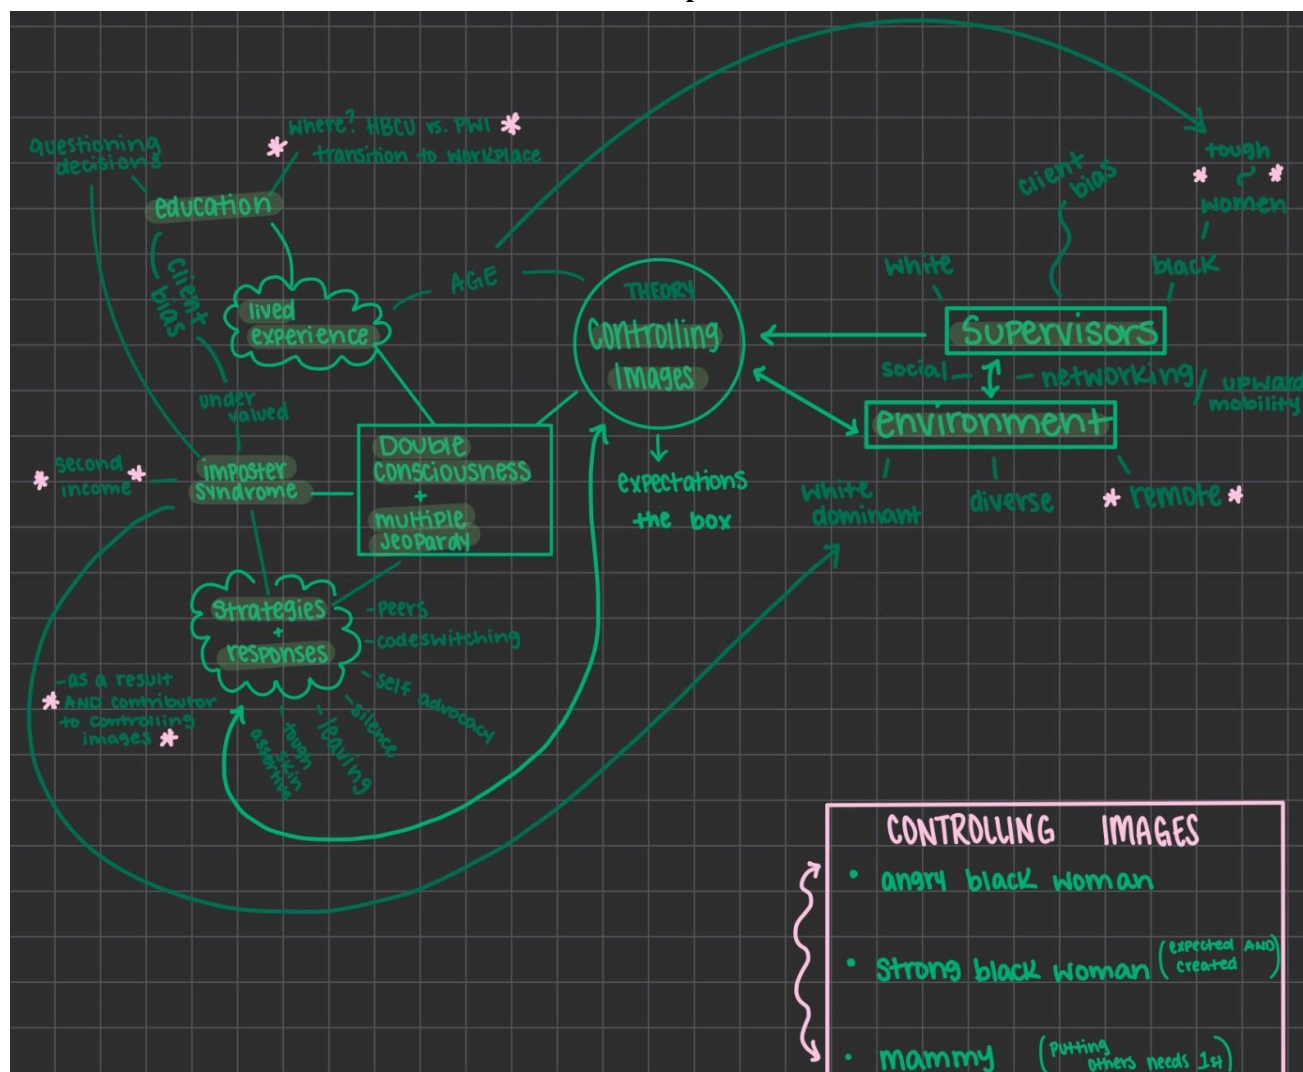 questioning
decisions
where? HBCU vs. PWI
transition to workplace
education
client
bias
lived
experience
AGE
under
valued
second
income
imposter
syndrome
Double
consciousness
+
multiple
jeopardy
strategies
+
responses
-as a result
AND contributor
to controlling
images
-peers
-codeswitching
-self advocacy
-silence
-leaving
-tough
skin
assertive
THEORY
controlling
Images
expectations
the box
client
bias
tough
women
White
black
Supervisors
social
networking
/ upward
mobility
environment
White
dominant
diverse
remote
CONTROLLING IMAGES
• angry black woman
• strong black woman (expected AND
created)
• mammy (putting
others needs 1st)